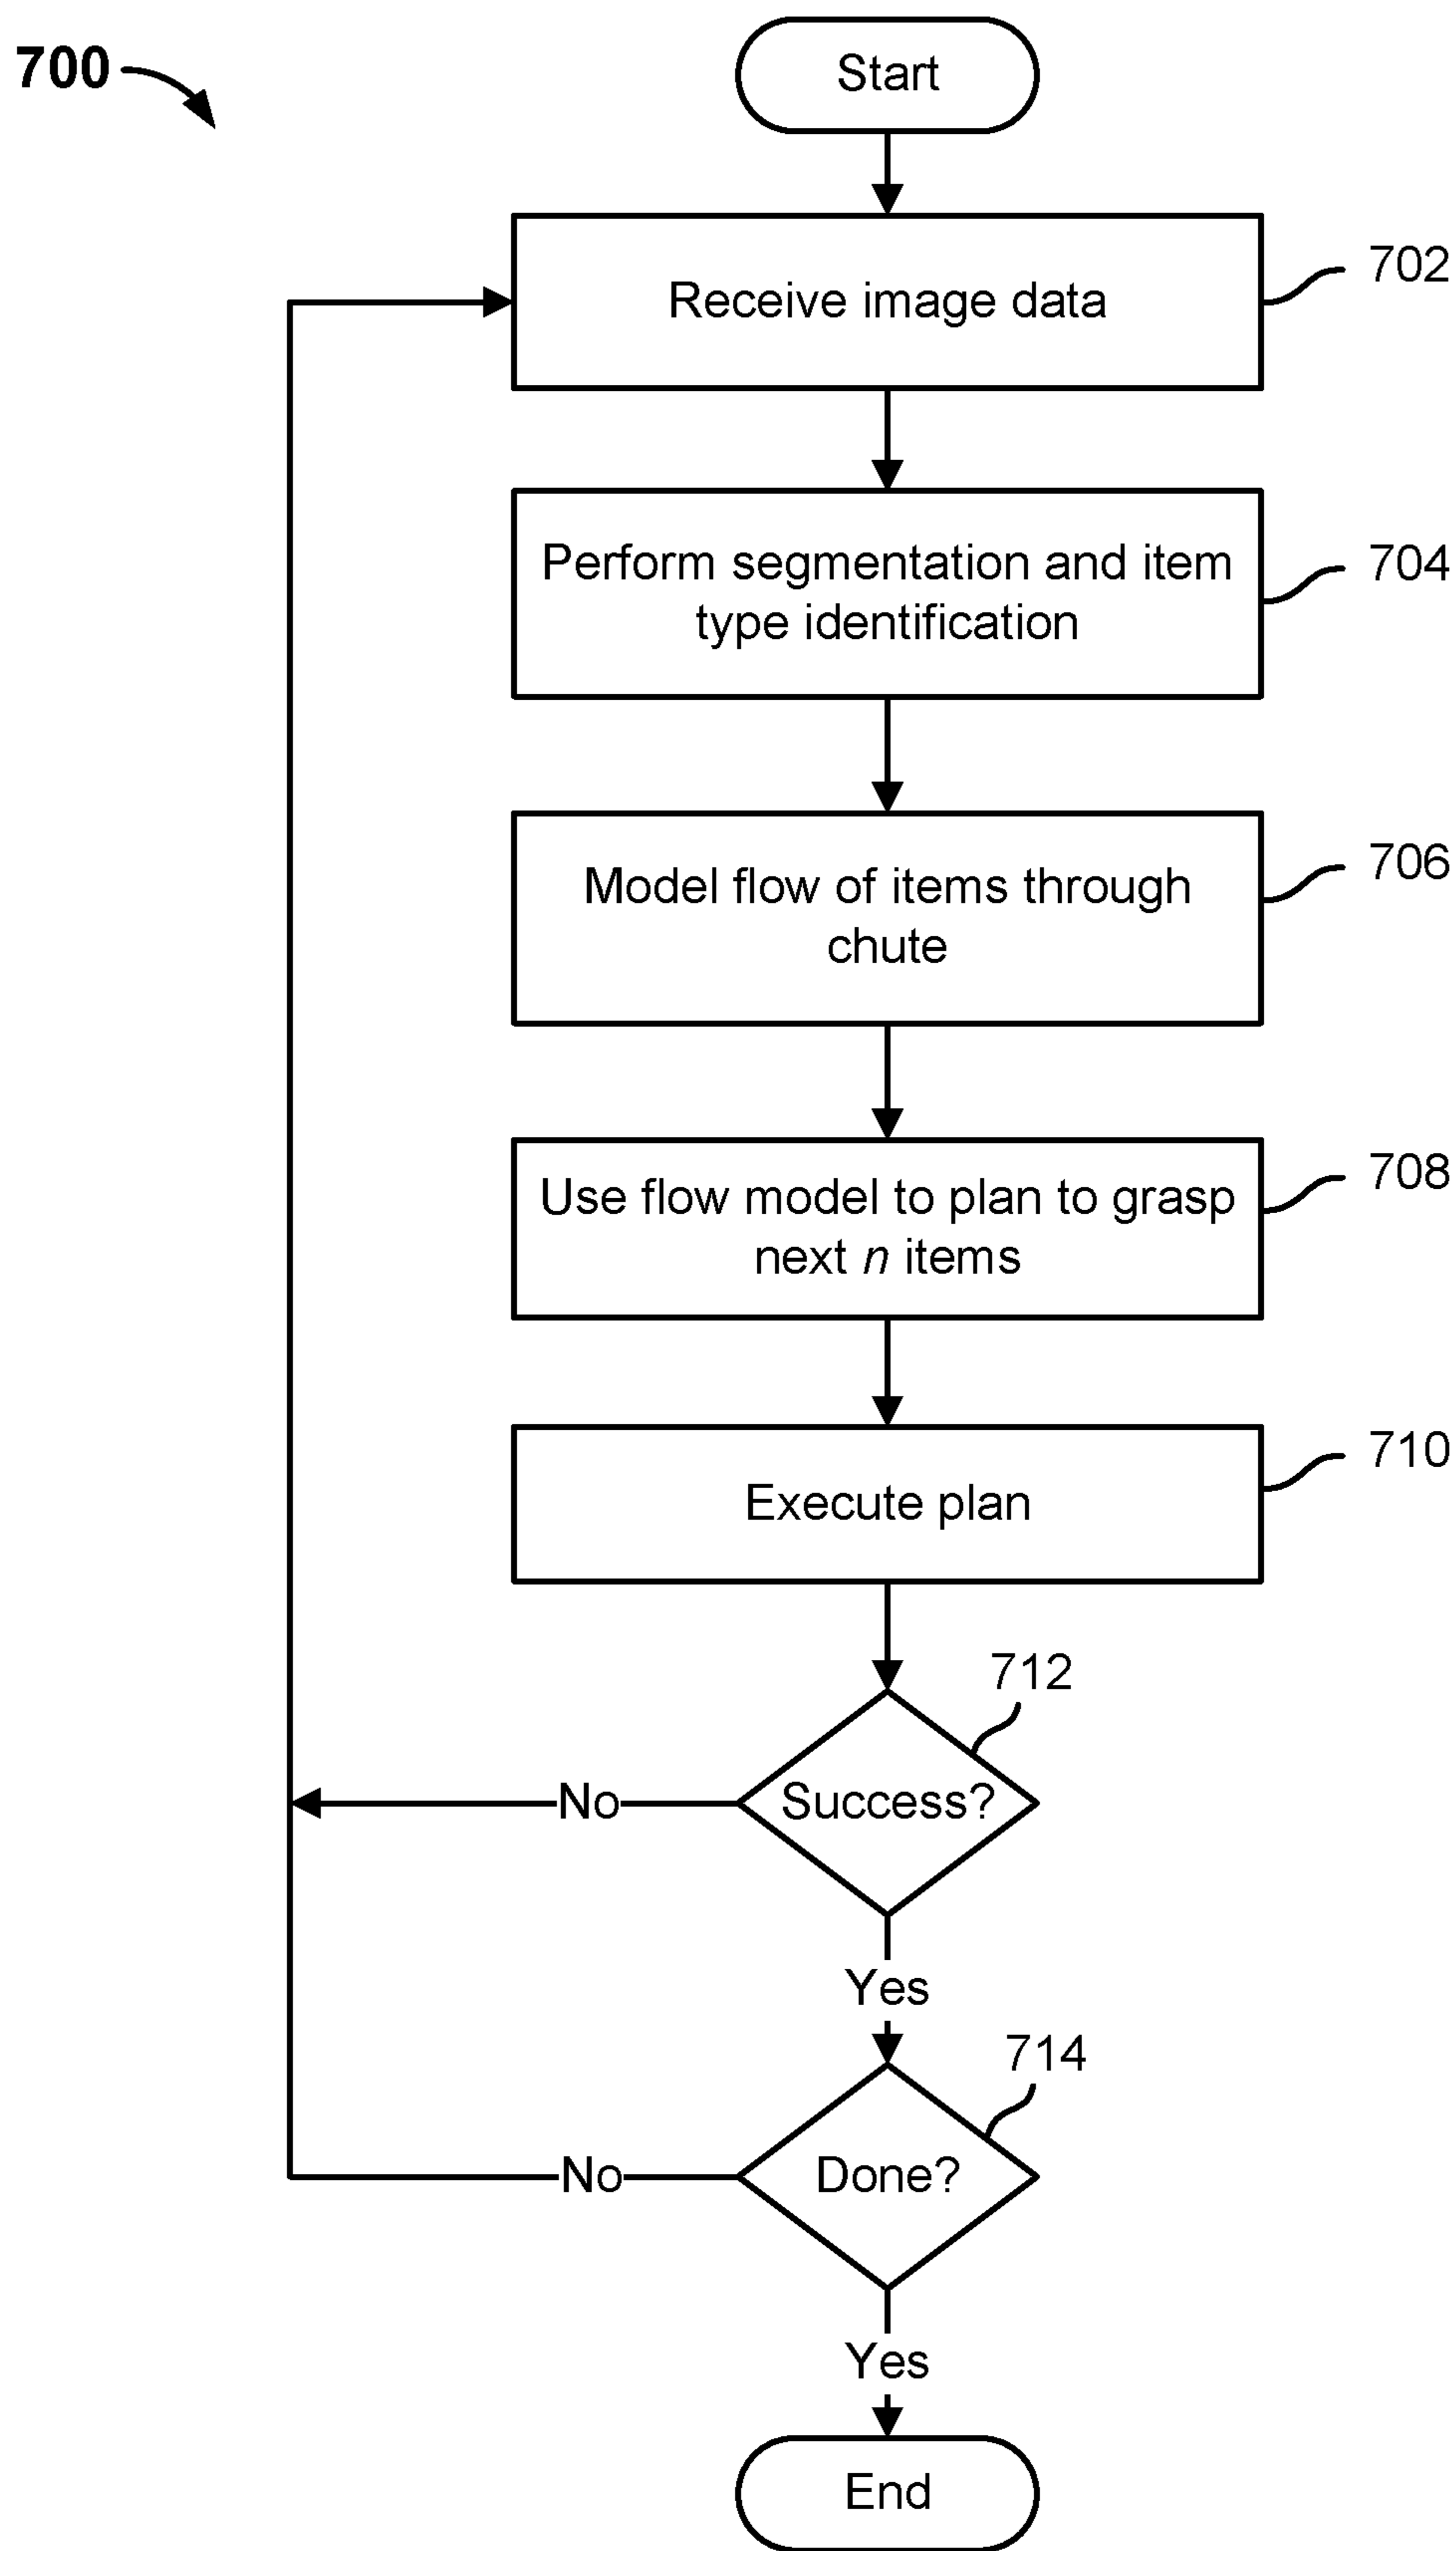 700
Start
Receive image data
702
Perform segmentation and item
type identification
704
Model flow of items through
chute
706
Use flow model to plan to grasp
next n items
708
Execute plan
710
712
Success?
No
Yes
714
Done?
No
Yes
End